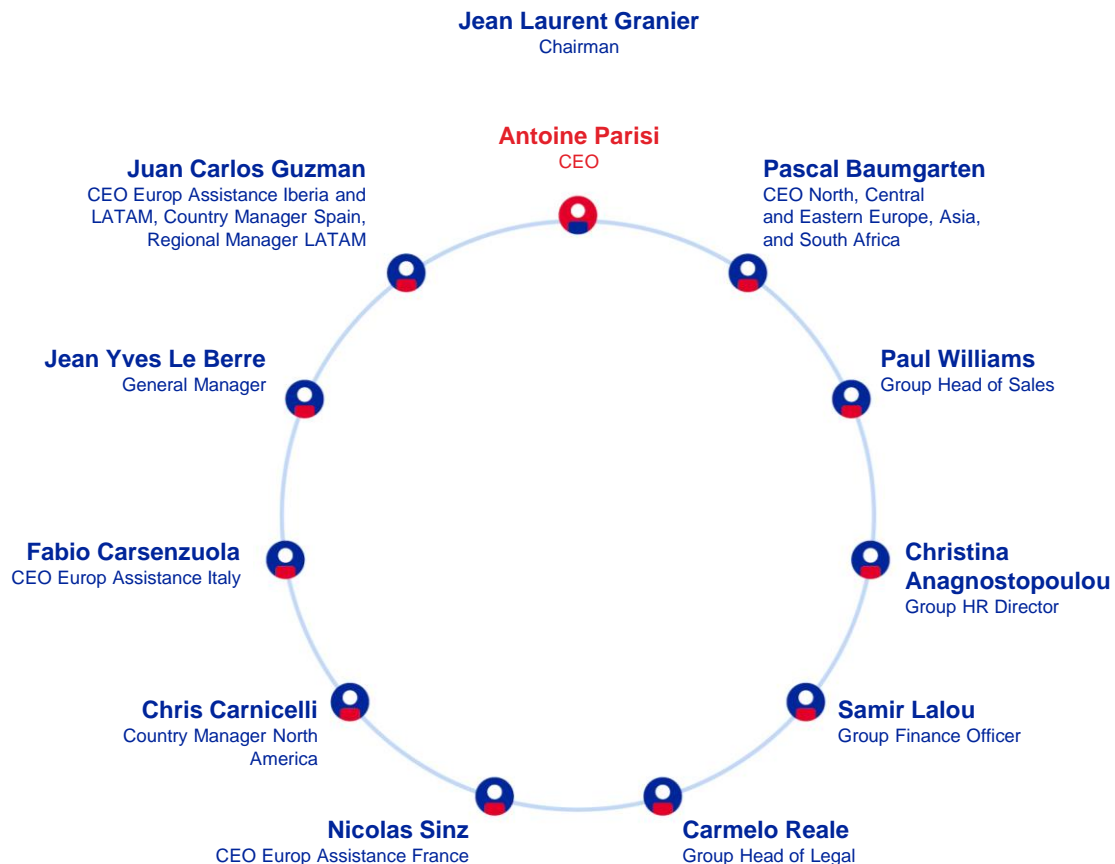 Jean Laurent Granier
Chairman
Antoine Parisi
CEO
Juan Carlos Guzman
CEO Europ Assistance Iberia and
LATAM, Country Manager Spain,
Regional Manager LATAM
Pascal Baumgarten
CEO North, Central
and Eastern Europe, Asia,
and South Africa
Jean Yves Le Berre
General Manager
Paul Williams
Group Head of Sales
Fabio Carsenzuola
CEO Europ Assistance Italy
Christina
Anagnostopoulou
Group HR Director
Chris Carnicelli
Country Manager North
America
Samir Lalou
Group Finance Officer
Nicolas Sinz
CEO Europ Assistance France
Carmelo Reale
Group Head of Legal